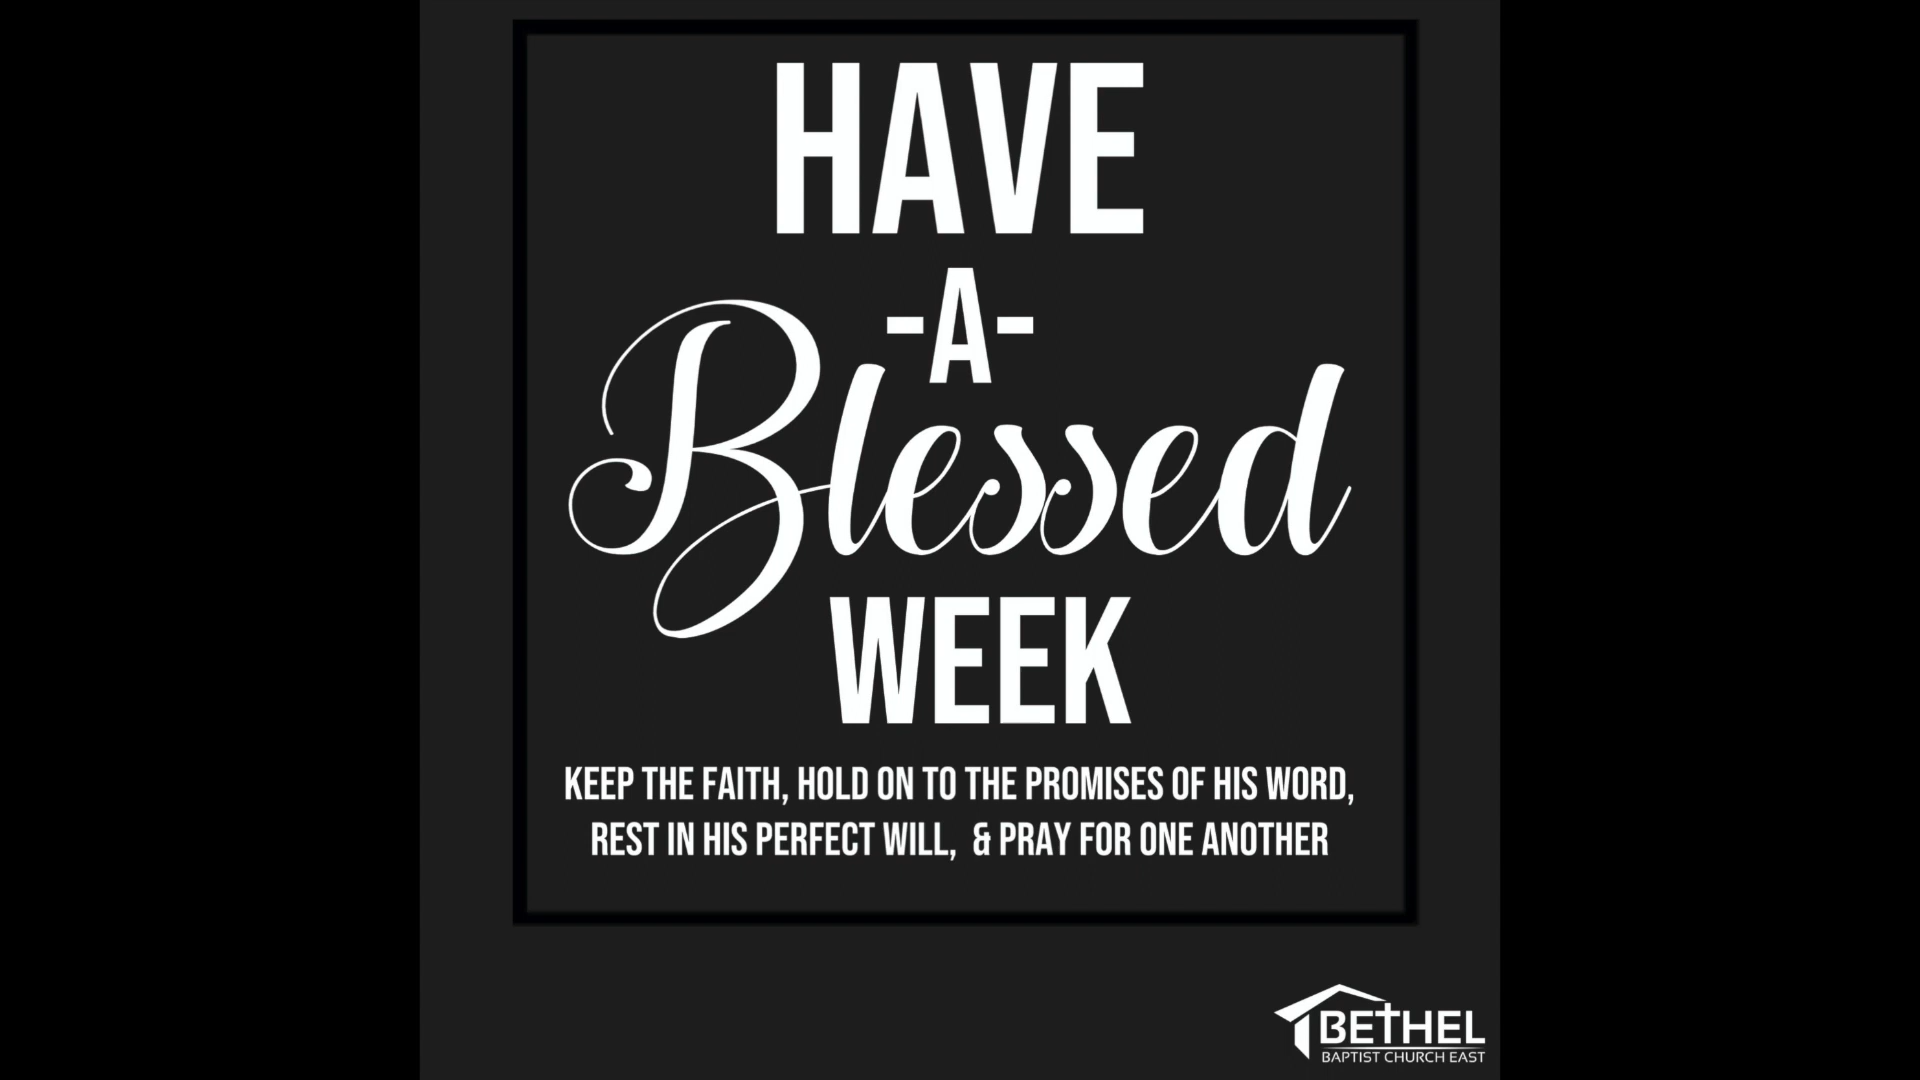 HAVE
-A-
Blessed
WEEK
KEEP THE FAITH, HOLD ON TO THE PROMISES OF HIS WORD,
REST IN HIS PERFECT WILL, & PRAY FOR ONE ANOTHER
BETHEL
BAPTIST CHURCH EAST